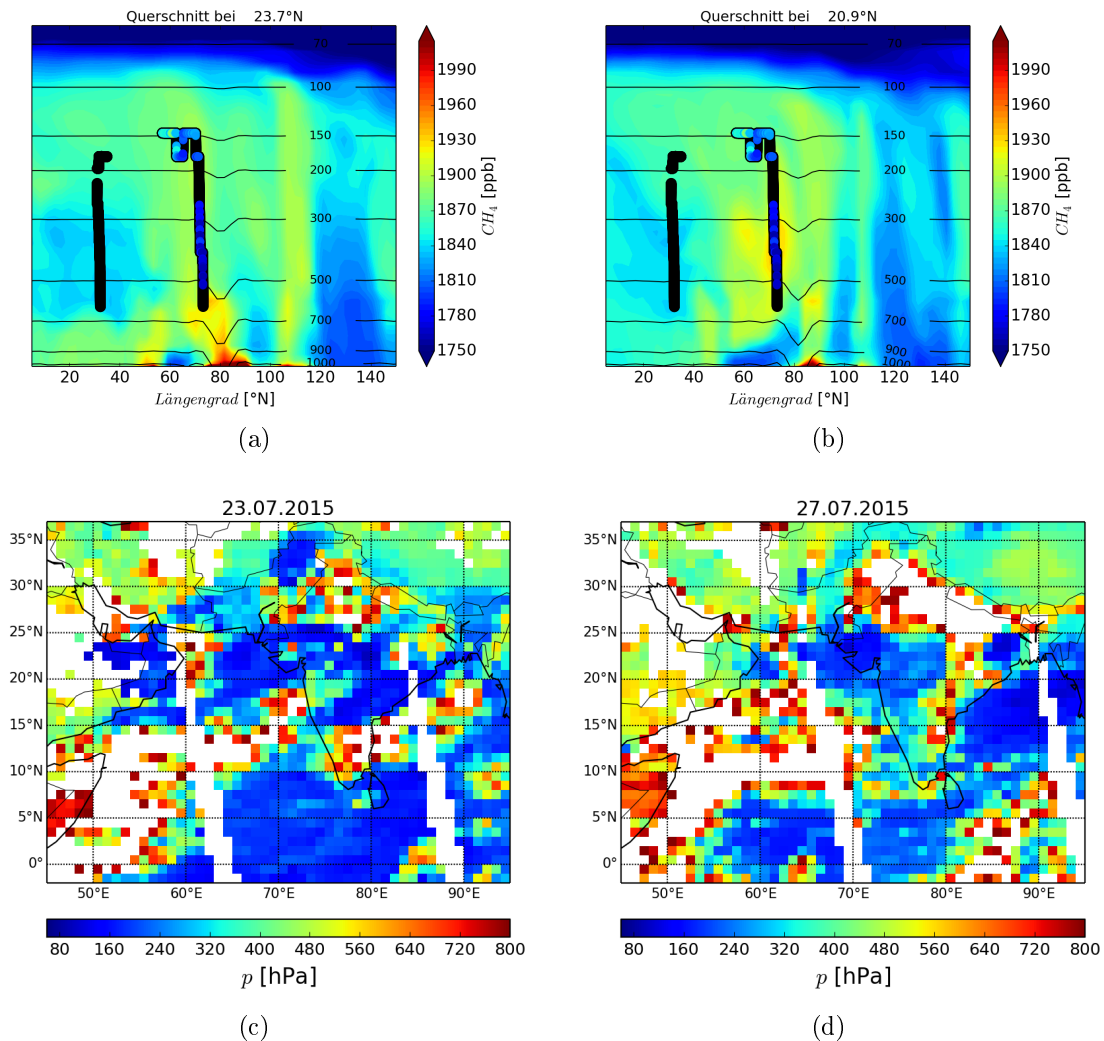 Querschnitt bei 23.7°N
70
100
150
200
300
500
700
900
1000
20 40 60 80 100 120 140
Längengrad [°N]
1990
1960
1930
1900
1870
1840
1810
1780
1750
CH₄ [ppb]
(a)
Querschnitt bei 20.9°N
70
100
150
200
300
500
700
900
1000
20 40 60 80 100 120 140
Längengrad [°N]
1990
1960
1930
1900
1870
1840
1810
1780
1750
CH₄ [ppb]
(b)
23.07.2015
35°N
30°N
25°N
20°N
15°N
10°N
5°N
0°
50°E 60°E 70°E 80°E 90°E
80 160 240 320 400 480 560 640 720 800
p [hPa]
(c)
27.07.2015
35°N
30°N
25°N
20°N
15°N
10°N
5°N
0°
50°E 60°E 70°E 80°E 90°E
80 160 240 320 400 480 560 640 720 800
p [hPa]
(d)